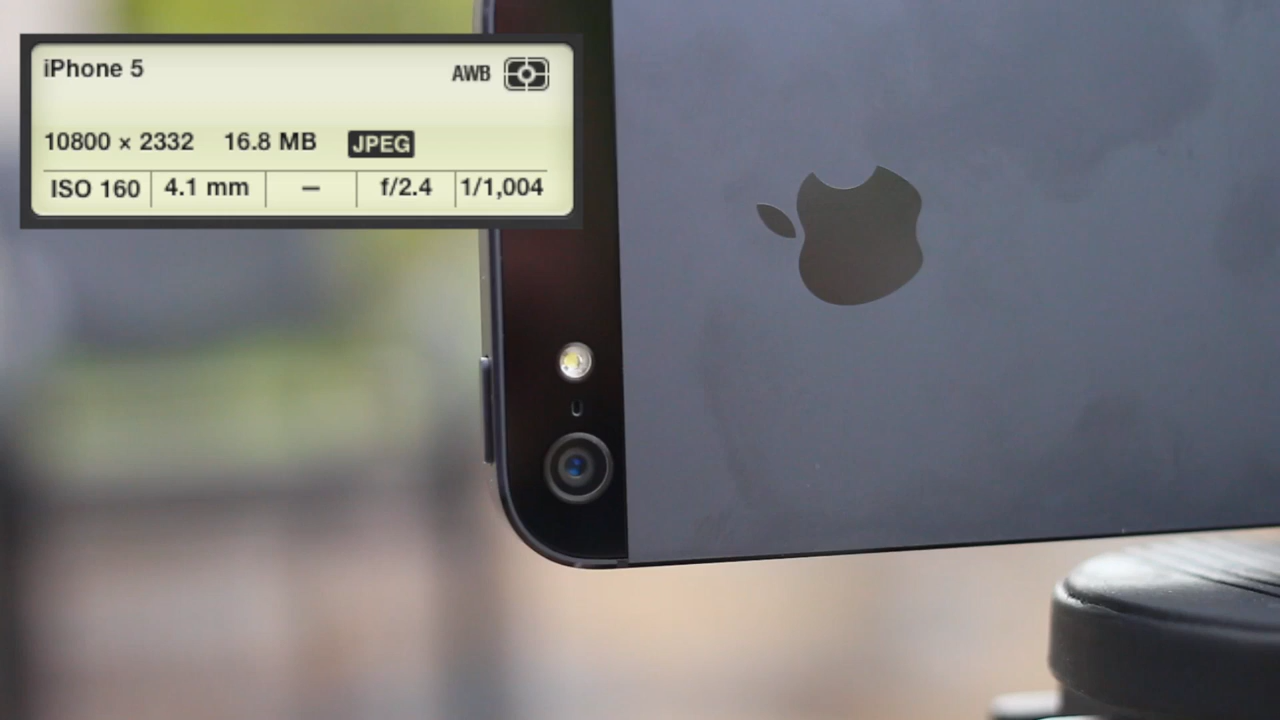 iPhone 5
AWB
10800 × 2332 16.8 MB JPEG
ISO 160 4.1 mm — f/2.4 1/1,004